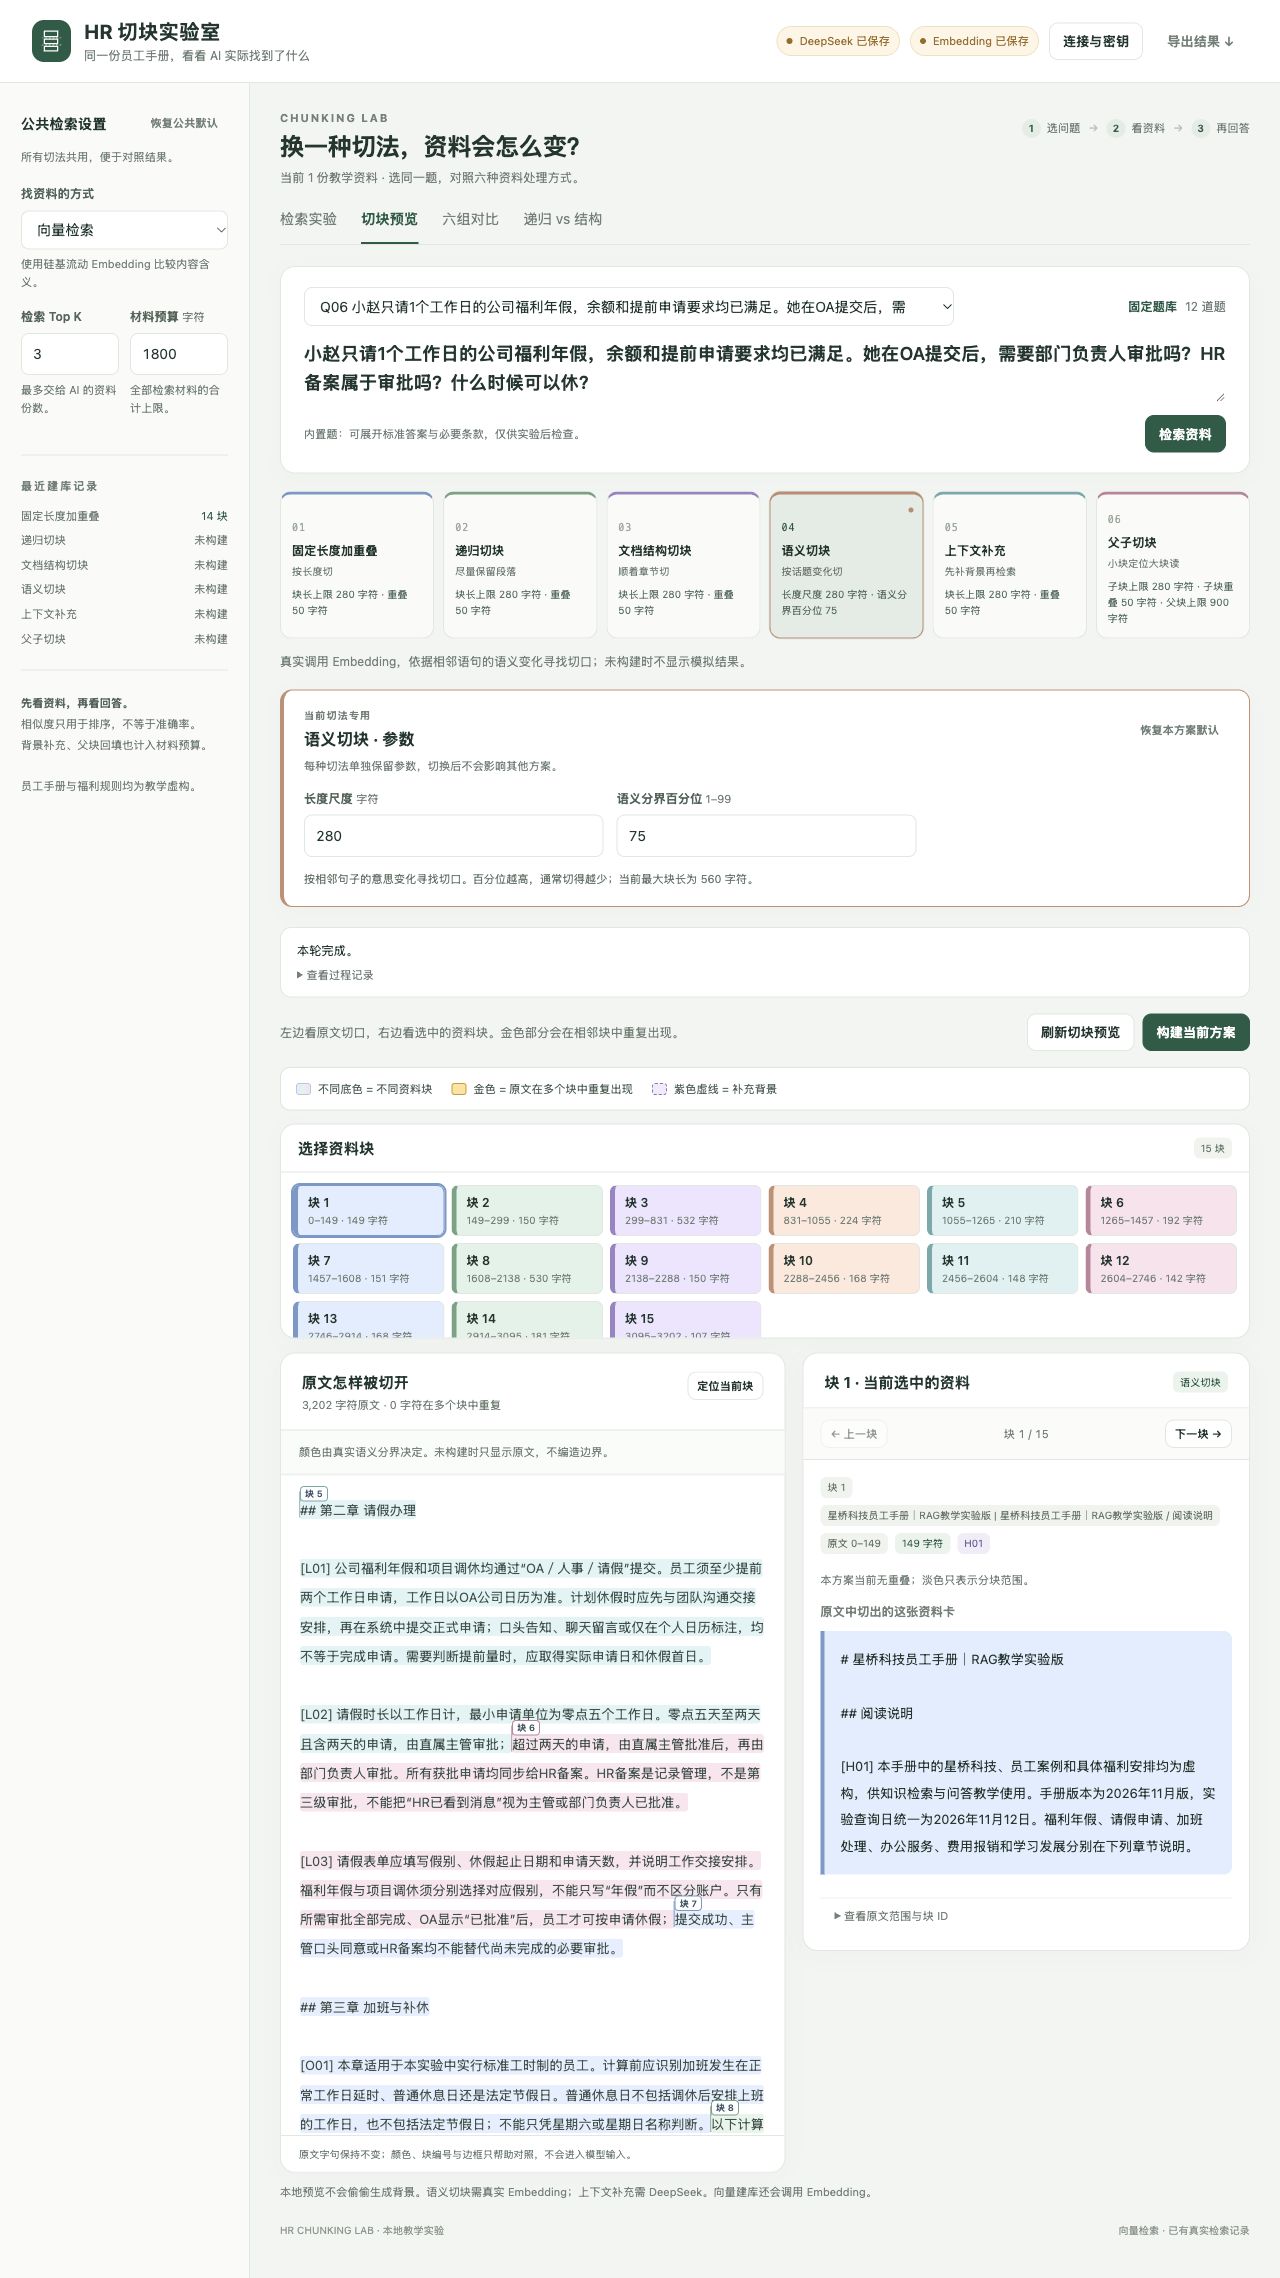 HR 切块实验室
同一份员工手册，看看 AI 实际找到了什么
DeepSeek 已保存
Embedding 已保存
连接与密钥
导出结果 ↓
公共检索设置
恢复公共默认
所有切法共用，便于对照结果。
找资料的方式
向量检索
使用硅基流动 Embedding 比较内容含
义。
检索 Top K
材料预算 字符
3
1800
最多交给 AI 的资料
份数。
全部检索材料的合
计上限。
最近建库记录
固定长度加重叠 14 块
递归切块 未构建
文档结构切块 未构建
语义切块 未构建
上下文补充 未构建
父子切块 未构建
先看资料，再看回答。
相似度只用于排序，不等于准确率。
背景补充、父块回填也计入材料预算。
员工手册与福利规则均为教学虚构。
CHUNKING LAB
换一种切法，资料会怎么变？
当前 1 份教学资料 · 选同一题，对照六种资料处理方式。
1 选问题 → 2 看资料 → 3 再回答
检索实验
切块预览
六组对比
递归 vs 结构
Q06 小赵只请1个工作日的公司福利年假，余额和提前申请要求均已满足。她在OA提交后，需
固定题库 12 道题
小赵只请1个工作日的公司福利年假，余额和提前申请要求均已满足。她在OA提交后，需要部门负责人审批吗？HR
备案属于审批吗？什么时候可以休？
内置题：可展开标准答案与必要条款，仅供实验后检查。
检索资料
01
固定长度加重叠
按长度切
块长上限 280 字符 · 重叠
50 字符
02
递归切块
尽量保留段落
块长上限 280 字符 · 重叠
50 字符
03
文档结构切块
顺着章节切
块长上限 280 字符 · 重叠
50 字符
04
语义切块
按话题变化切
长度尺度 280 字符 · 语义分
界百分位 75
05
上下文补充
先补背景再检索
块长上限 280 字符 · 重叠
50 字符
06
父子切块
小块定位大块读
子块上限 280 字符 · 子块重
叠 50 字符 · 父块上限 900
字符
真实调用 Embedding，依据相邻语句的语义变化寻找切口；未构建时不显示模拟结果。
当前切法专用
语义切块 · 参数
恢复本方案默认
每种切法单独保留参数，切换后不会影响其他方案。
长度尺度 字符
语义分界百分位 1–99
280
75
按相邻句子的意思变化寻找切口。百分位越高，通常切得越少；当前最大块长为 560 字符。
本轮完成。
▶ 查看过程记录
左边看原文切口，右边看选中的资料块。金色部分会在相邻块中重复出现。
刷新切块预览
构建当前方案
不同底色 = 不同资料块
金色 = 原文在多个块中重复出现
紫色虚线 = 补充背景
选择资料块
15 块
块 1
0–149 · 149 字符
块 2
149–299 · 150 字符
块 3
299–831 · 532 字符
块 4
831–1055 · 224 字符
块 5
1055–1265 · 210 字符
块 6
1265–1457 · 192 字符
块 7
1457–1608 · 151 字符
块 8
1608–2138 · 530 字符
块 9
2138–2288 · 150 字符
块 10
2288–2456 · 168 字符
块 11
2456–2604 · 148 字符
块 12
2604–2746 · 142 字符
块 13
2746–2914 · 168 字符
块 14
2914–3095 · 181 字符
块 15
3095–3202 · 107 字符
原文怎样被切开
3,202 字符原文 · 0 字符在多个块中重复
定位当前块
颜色由真实语义分界决定。未构建时只显示原文，不编造边界。
块 5
## 第二章 请假办理
[L01] 公司福利年假和项目调休均通过“OA / 人事 / 请假”提交。员工须至少提前
两个工作日申请，工作日以OA公司日历为准。计划休假时应先与团队沟通交接
安排，再在系统中提交正式申请；口头告知、聊天留言或仅在个人日历标注，均
不等于完成申请。需要判断提前量时，应取得实际申请日和休假首日。
[L02] 请假时长以工作日计，最小申请单位为零点五个工作日。零点五天至两天
块 6
且含两天的申请，由直属主管审批；超过两天的申请，由直属主管批准后，再由
部门负责人审批。所有获批申请均同步给HR备案。HR备案是记录管理，不是第
三级审批，不能把“HR已看到消息”视为主管或部门负责人已批准。
[L03] 请假表单应填写假别、休假起止日期和申请天数，并说明工作交接安排。
福利年假与项目调休须分别选择对应假别，不能只写“年假”而不区分账户。只有
块 7
所需审批全部完成、OA显示“已批准”后，员工才可按申请休假；提交成功、主
管口头同意或HR备案均不能替代尚未完成的必要审批。
## 第三章 加班与补休
[O01] 本章适用于本实验中实行标准工时制的员工。计算前应识别加班发生在正
常工作日延时、普通休息日还是法定节假日。普通休息日不包括调休后安排上班
块 8
的工作日，也不包括法定节假日；不能只凭星期六或星期日名称判断。以下计算
原文字句保持不变；颜色、块编号与边框只帮助对照，不会进入模型输入。
块 1 · 当前选中的资料
语义切块
← 上一块
块 1 / 15
下一块 →
块 1
星桥科技员工手册｜RAG教学实验版 | 星桥科技员工手册｜RAG教学实验版 / 阅读说明
原文 0–149
149 字符
H01
本方案当前无重叠；淡色只表示分块范围。
原文中切出的这张资料卡
# 星桥科技员工手册｜RAG教学实验版
## 阅读说明
[H01] 本手册中的星桥科技、员工案例和具体福利安排均为虚
构，供知识检索与问答教学使用。手册版本为2026年11月版，实
验查询日统一为2026年11月12日。福利年假、请假申请、加班
处理、办公服务、费用报销和学习发展分别在下列章节说明。
▶ 查看原文范围与块 ID
本地预览不会偷偷生成背景。语义切块需真实 Embedding；上下文补充需 DeepSeek。向量建库还会调用 Embedding。
HR CHUNKING LAB · 本地教学实验
向量检索 · 已有真实检索记录